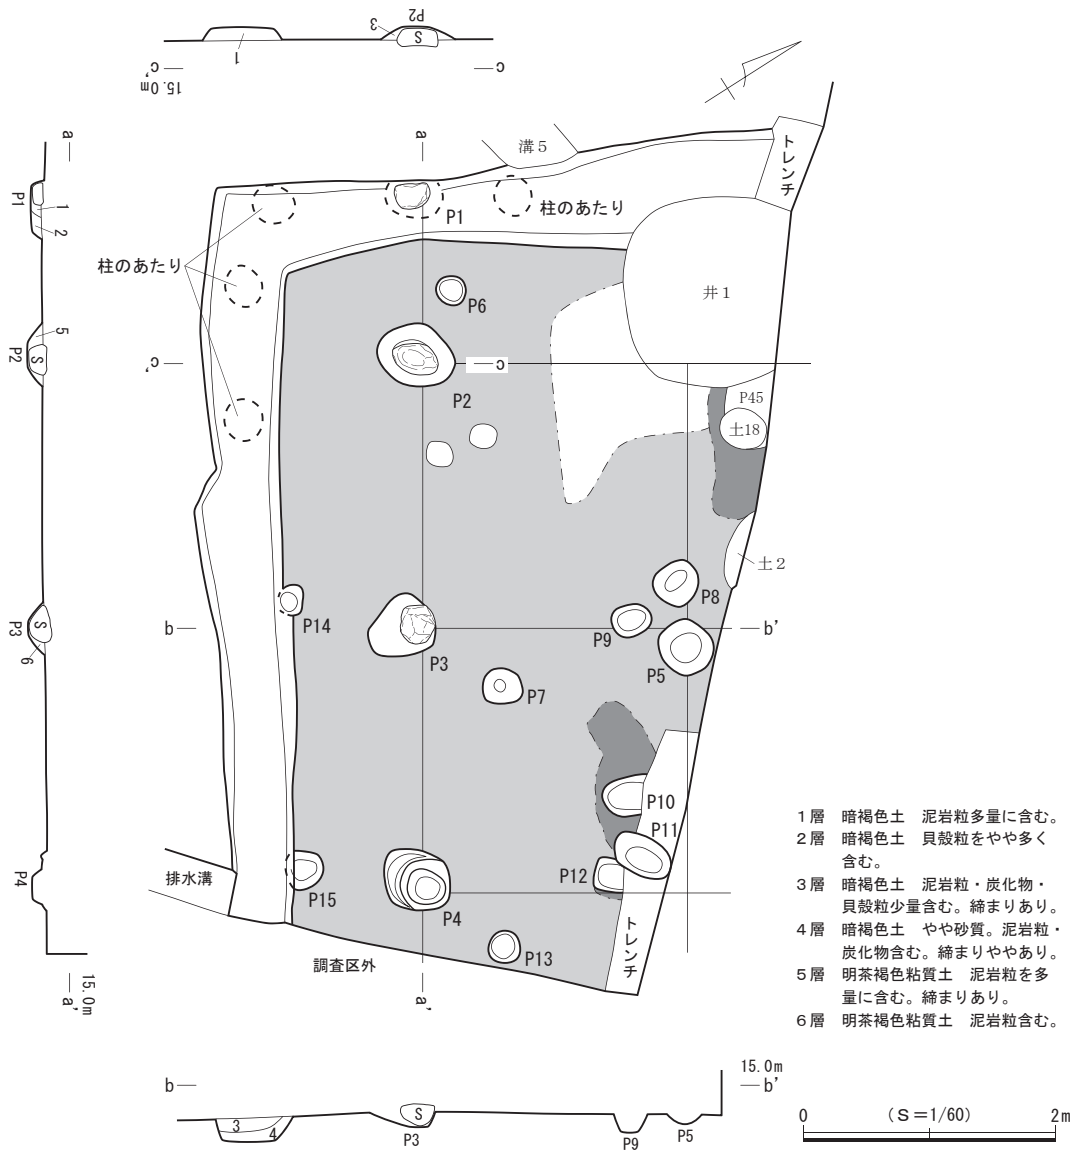 P2
3
S
1
c'
c
15.0m
a
a
溝5
トレンチ
P1
1
2
P1
柱のあたり
柱のあたり
井1
P6
5
P2
S
c'
c
P2
P45
土18
土2
P8
P14
b
b'
P9
P3
S
6
P3
P5
P7
P10
P11
P12
排水溝
P15
P4
P4
P13
トレンチ
調査区外
15.0m
a'
a'
1層 暗褐色土 泥岩粒多量に含む。
2層 暗褐色土 貝殻粒をやや多く
含む。
3層 暗褐色土 泥岩粒・炭化物・
貝殻粒少量含む。締まりあり。
4層 暗褐色土 やや砂質。泥岩粒・
炭化物含む。締まりややあり。
5層 明茶褐色粘質土 泥岩粒を多
量に含む。締まりあり。
6層 明茶褐色粘質土 泥岩粒含む。
15.0m
b
b'
3
4
S
P3
P9
P5
0 (S=1/60) 2m